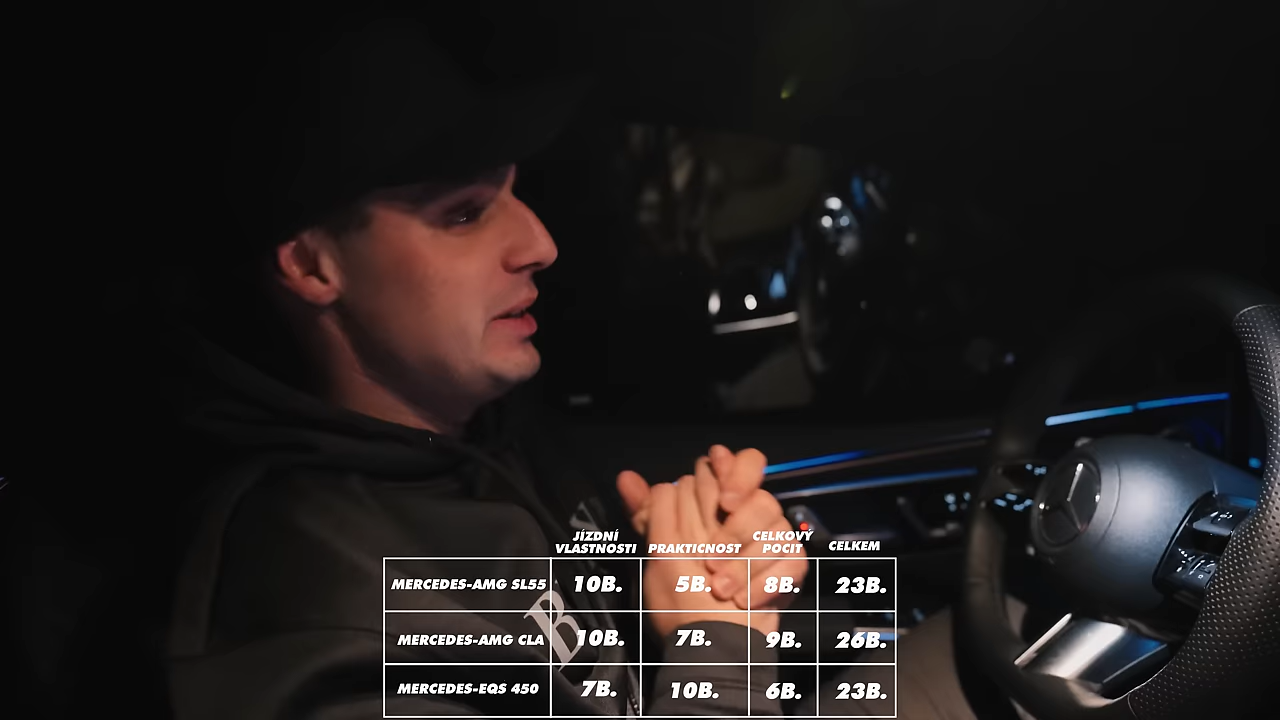 JÍZDNÍ
VLASTNOSTI PRAKTICNOST CELKOVÝ
POCIT CELKEM
MERCEDES-AMG SL55 10B. 5B. 8B. 23B.
MERCEDES-AMG CLA 10B. 7B. 9B. 26B.
MERCEDES-EQS 450 7B. 10B. 6B. 23B.
B